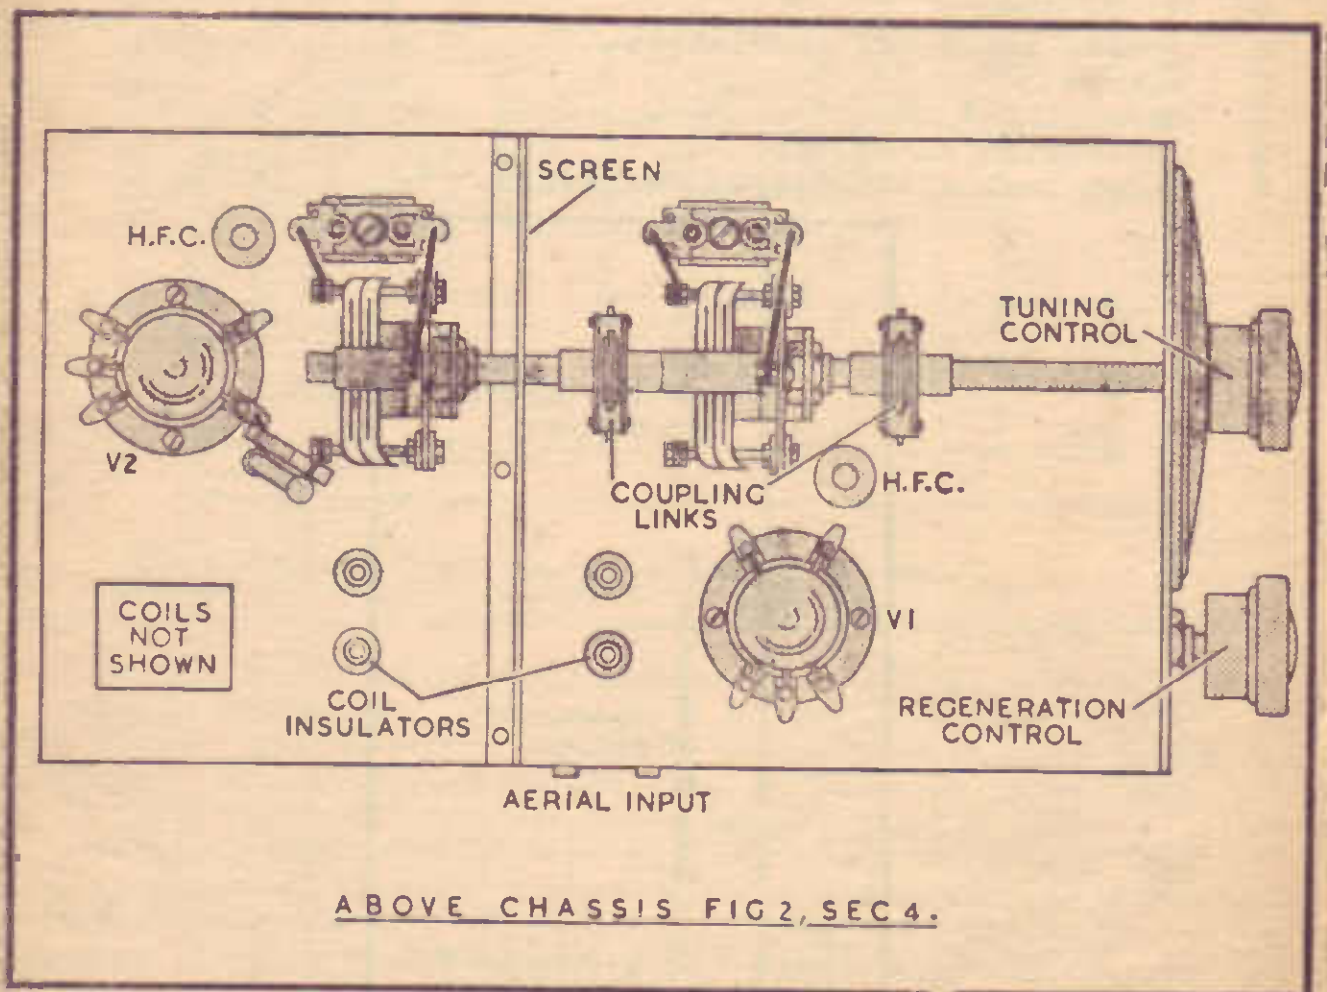 SCREEN
H.F.C.
TUNING
CONTROL
V2
COUPLING
LINKS
H.F.C.
COILS
NOT
SHOWN
V1
COIL
INSULATORS
REGENERATION
CONTROL
AERIAL INPUT
ABOVE CHASSIS FIG 2, SEC 4.